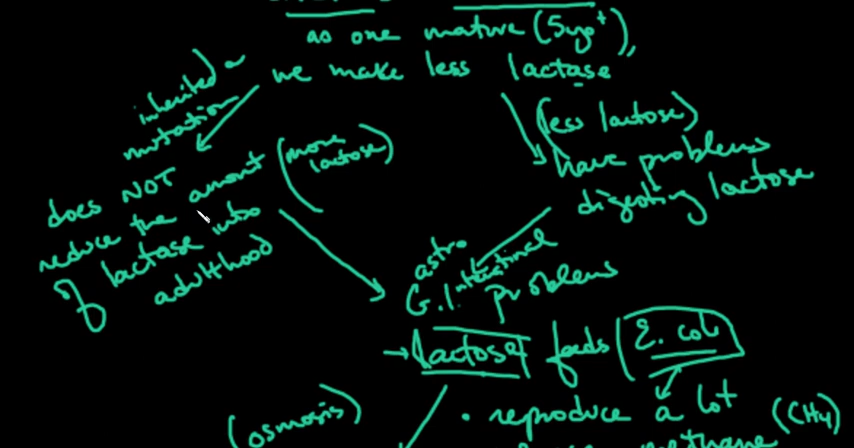 as one mature (5yo+),
we make less lactase
inherited a
mutation
does NOT
reduce the amount
of lactase into
adulthood
(more
lactose)
(less lactose)
have problems
digesting lactose
astro
G.Intestinal
problems
→ lactose feeds E. coli
• reproduce a lot
(osmosis)
methane (CH4)